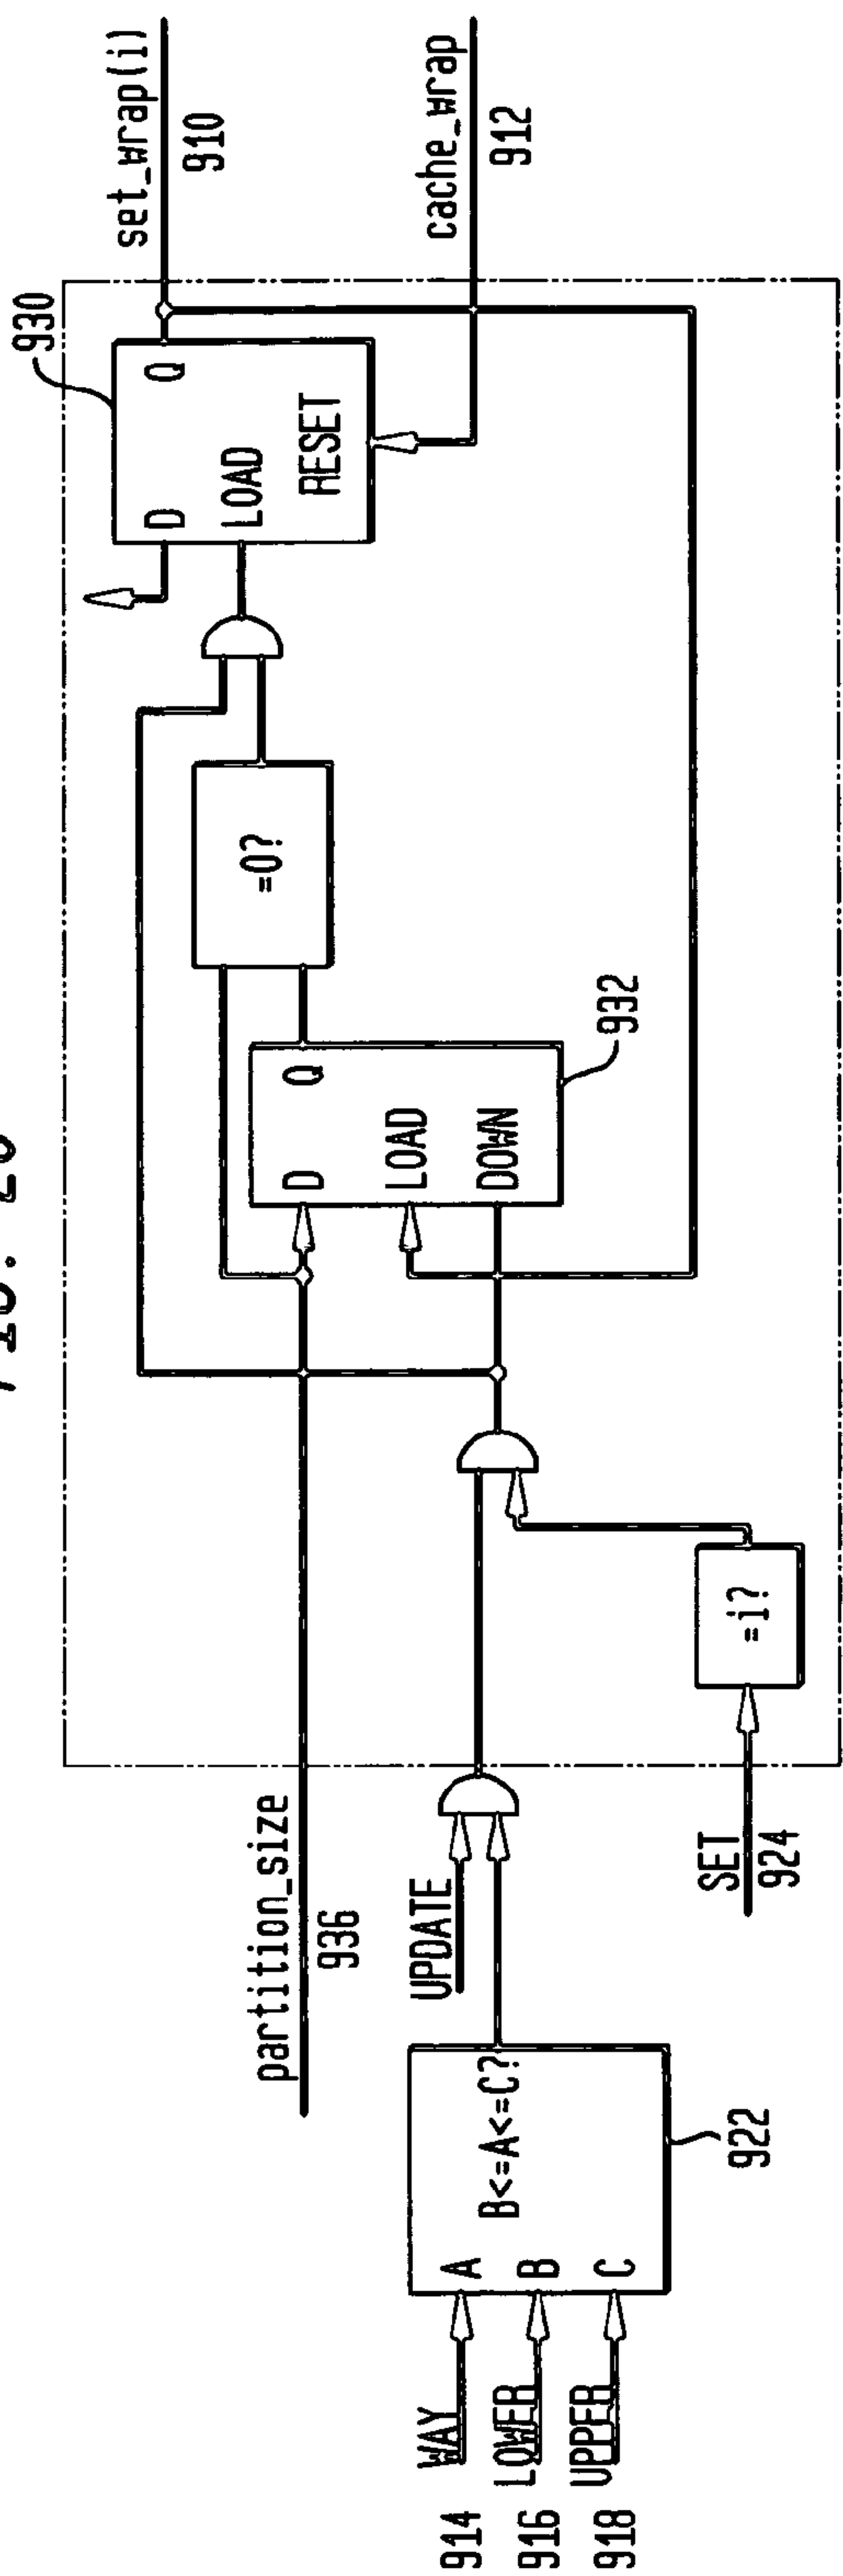 930
set_wrap(i)
910
D
Q
LOAD
RESET
cache_wrap
912
=0?
partition_size
936
D
Q
LOAD
DOWN
932
UPDATE
WAY
914
A
LOWER
916
B
UPPER
918
C
B<=A<=C?
922
SET
924
=i?